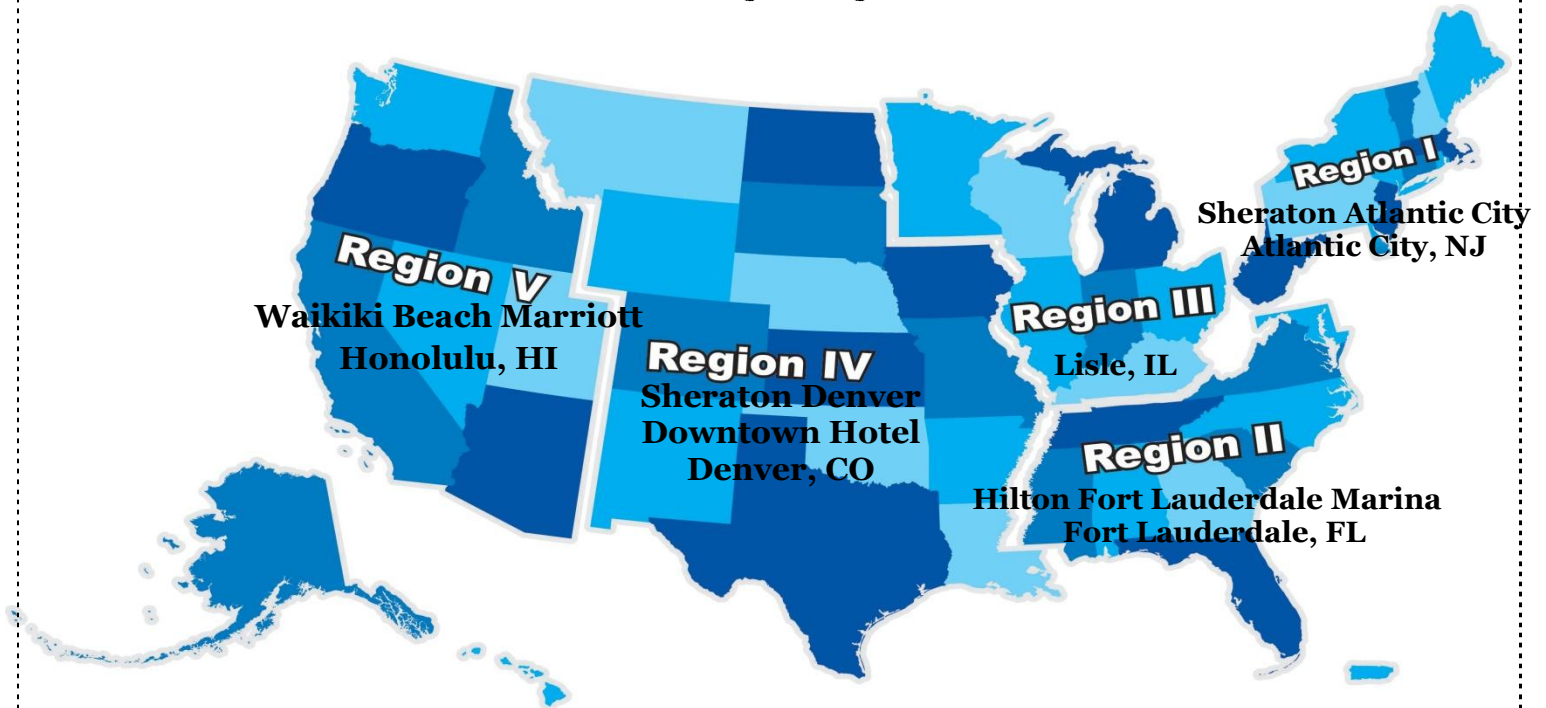 Region I
Sheraton Atlantic City
Atlantic City, NJ
Region V
Waikiki Beach Marriott
Honolulu, HI
Region III
Lisle, IL
Region IV
Sheraton Denver
Downtown Hotel
Denver, CO
Region II
Hilton Fort Lauderdale Marina
Fort Lauderdale, FL